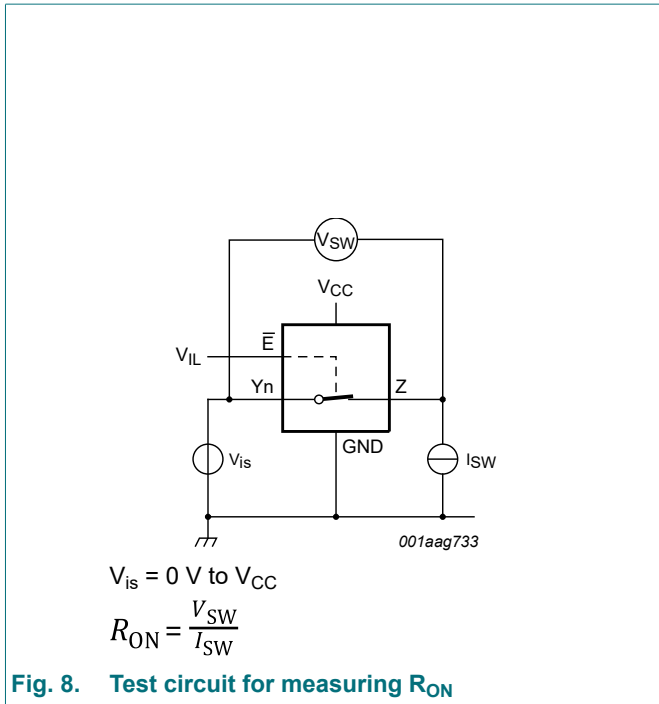 VSW
VCC
E̅
VIL
Yn
Z
GND
Vis
ISW
001aag733
Vis = 0 V to VCC
RON = VSW / ISW
Fig. 8. Test circuit for measuring RON